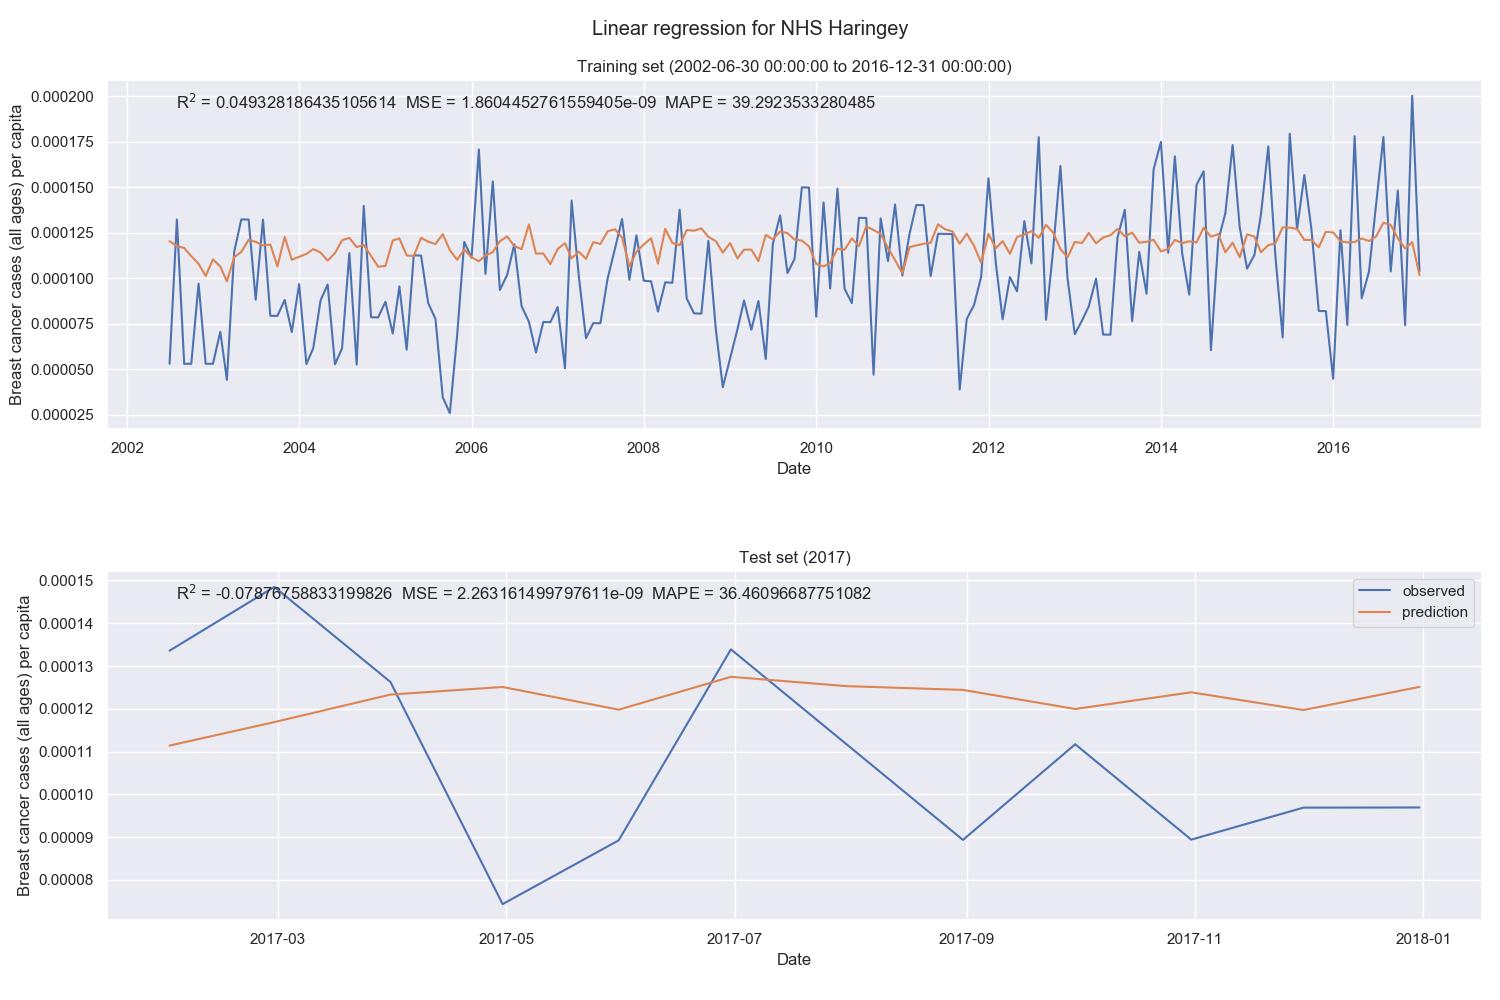 Linear regression for NHS Haringey
Training set (2002-06-30 00:00:00 to 2016-12-31 00:00:00)
R² = 0.049328186435105614 MSE = 1.8604452761559405e-09 MAPE = 39.2923533280485
Breast cancer cases (all ages) per capita
0.000200
0.000175
0.000150
0.000125
0.000100
0.000075
0.000050
0.000025
2002 2004 2006 2008 2010 2012 2014 2016
Date
Test set (2017)
R² = -0.07876758833199826 MSE = 2.263161499797611e-09 MAPE = 36.46096687751082
observed
prediction
Breast cancer cases (all ages) per capita
0.00015
0.00014
0.00013
0.00012
0.00011
0.00010
0.00009
0.00008
2017-03 2017-05 2017-07 2017-09 2017-11 2018-01
Date